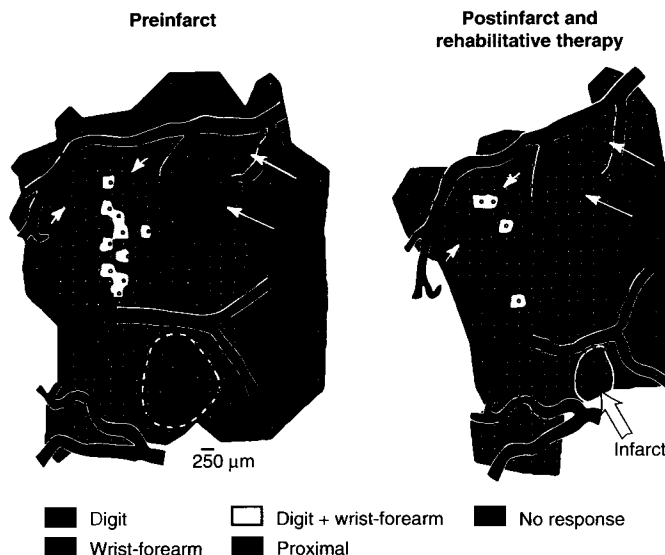 Preinfarct
Postinfarct and
rehabilitative therapy
250 µm
Infarct
Digit
Digit + wrist-forearm
No response
Wrist-forearm
Proximal